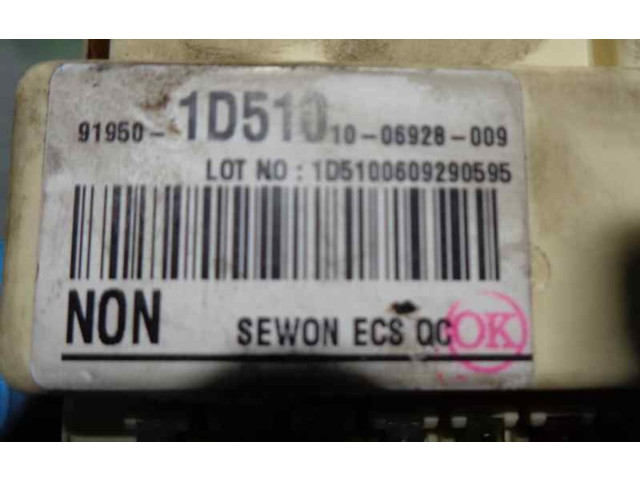 91950-1D510 10-06928-009
LOT NO : 1D5100609290595
NON SEWON ECS QC OK